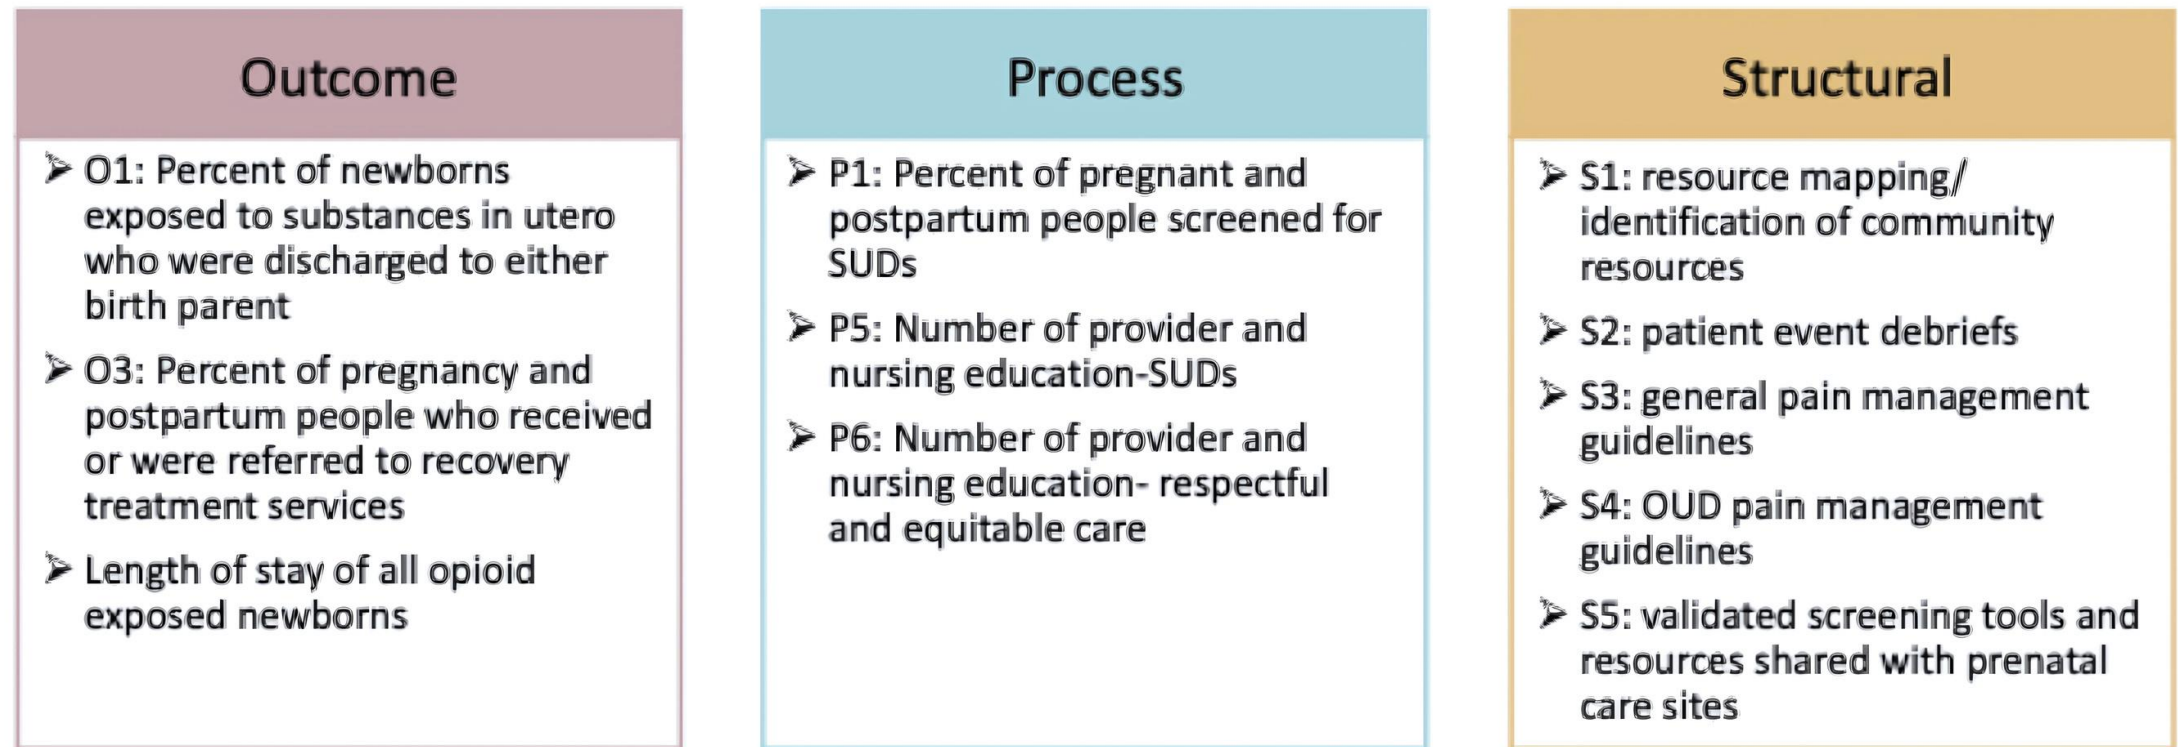 Outcome
➢ O1: Percent of newborns
exposed to substances in utero
who were discharged to either
birth parent
➢ O3: Percent of pregnancy and
postpartum people who received
or were referred to recovery
treatment services
➢ Length of stay of all opioid
exposed newborns
Process
➢ P1: Percent of pregnant and
postpartum people screened for
SUDs
➢ P5: Number of provider and
nursing education-SUDs
➢ P6: Number of provider and
nursing education- respectful
and equitable care
Structural
➢ S1: resource mapping/
identification of community
resources
➢ S2: patient event debriefs
➢ S3: general pain management
guidelines
➢ S4: OUD pain management
guidelines
➢ S5: validated screening tools and
resources shared with prenatal
care sites